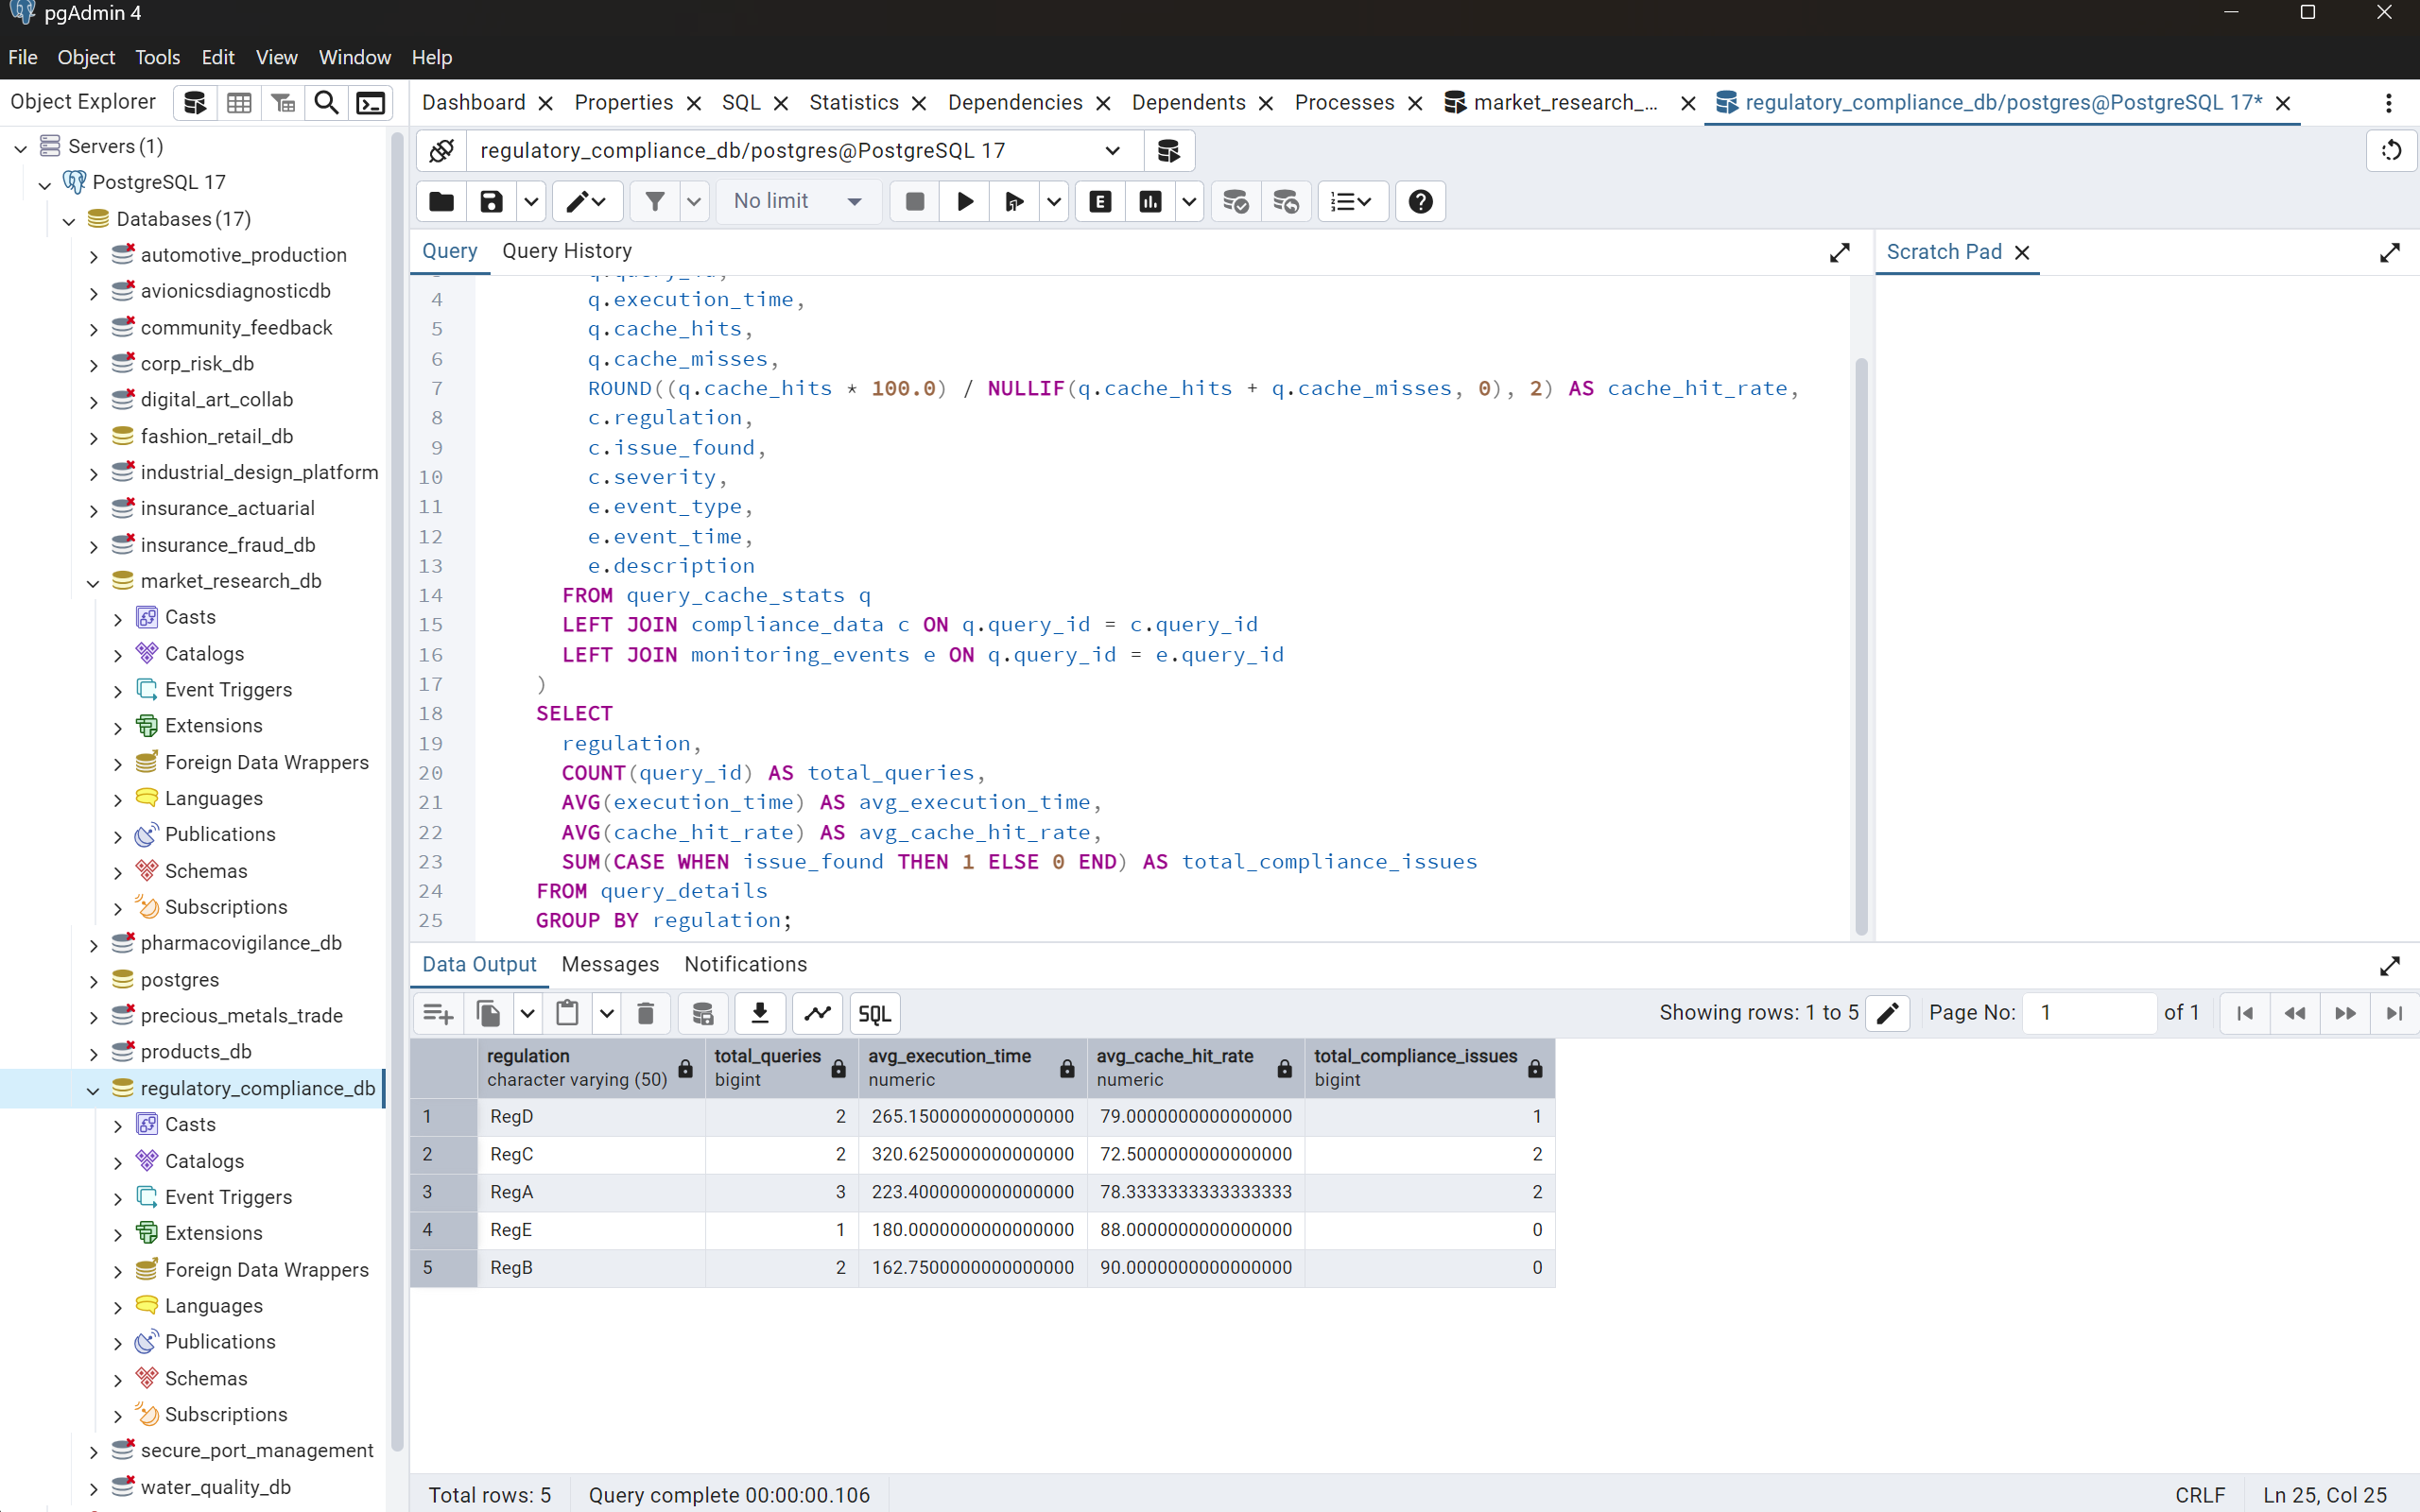 pgAdmin 4
File Object Tools Edit View Window Help
Object Explorer
Dashboard Properties SQL Statistics Dependencies Dependents Processes market_research_... regulatory_compliance_db/postgres@PostgreSQL 17*
Servers (1)
PostgreSQL 17
Databases (17)
automotive_production
avionicsdiagnosticdb
community_feedback
corp_risk_db
digital_art_collab
fashion_retail_db
industrial_design_platform
insurance_actuarial
insurance_fraud_db
market_research_db
Casts
Catalogs
Event Triggers
Extensions
Foreign Data Wrappers
Languages
Publications
Schemas
Subscriptions
pharmacovigilance_db
postgres
precious_metals_trade
products_db
regulatory_compliance_db
Casts
Catalogs
Event Triggers
Extensions
Foreign Data Wrappers
Languages
Publications
Schemas
Subscriptions
secure_port_management
water_quality_db
regulatory_compliance_db/postgres@PostgreSQL 17
No limit E
Query Query History
Scratch Pad
4 q.execution_time,
5 q.cache_hits,
6 q.cache_misses,
7 ROUND((q.cache_hits * 100.0) / NULLIF(q.cache_hits + q.cache_misses, 0), 2) AS cache_hit_rate,
8 c.regulation,
9 c.issue_found,
10 c.severity,
11 e.event_type,
12 e.event_time,
13 e.description
14 FROM query_cache_stats q
15 LEFT JOIN compliance_data c ON q.query_id = c.query_id
16 LEFT JOIN monitoring_events e ON q.query_id = e.query_id
17 )
18 SELECT
19 regulation,
20 COUNT(query_id) AS total_queries,
21 AVG(execution_time) AS avg_execution_time,
22 AVG(cache_hit_rate) AS avg_cache_hit_rate,
23 SUM(CASE WHEN issue_found THEN 1 ELSE 0 END) AS total_compliance_issues
24 FROM query_details
25 GROUP BY regulation;
Data Output Messages Notifications
SQL Showing rows: 1 to 5 Page No: 1 of 1
regulation total_queries avg_execution_time avg_cache_hit_rate total_compliance_issues
character varying (50) bigint numeric numeric bigint
1 RegD 2 265.1500000000000000 79.0000000000000000 1
2 RegC 2 320.6250000000000000 72.5000000000000000 2
3 RegA 3 223.4000000000000000 78.3333333333333333 2
4 RegE 1 180.0000000000000000 88.0000000000000000 0
5 RegB 2 162.7500000000000000 90.0000000000000000 0
Total rows: 5 Query complete 00:00:00.106 CRLF Ln 25, Col 25